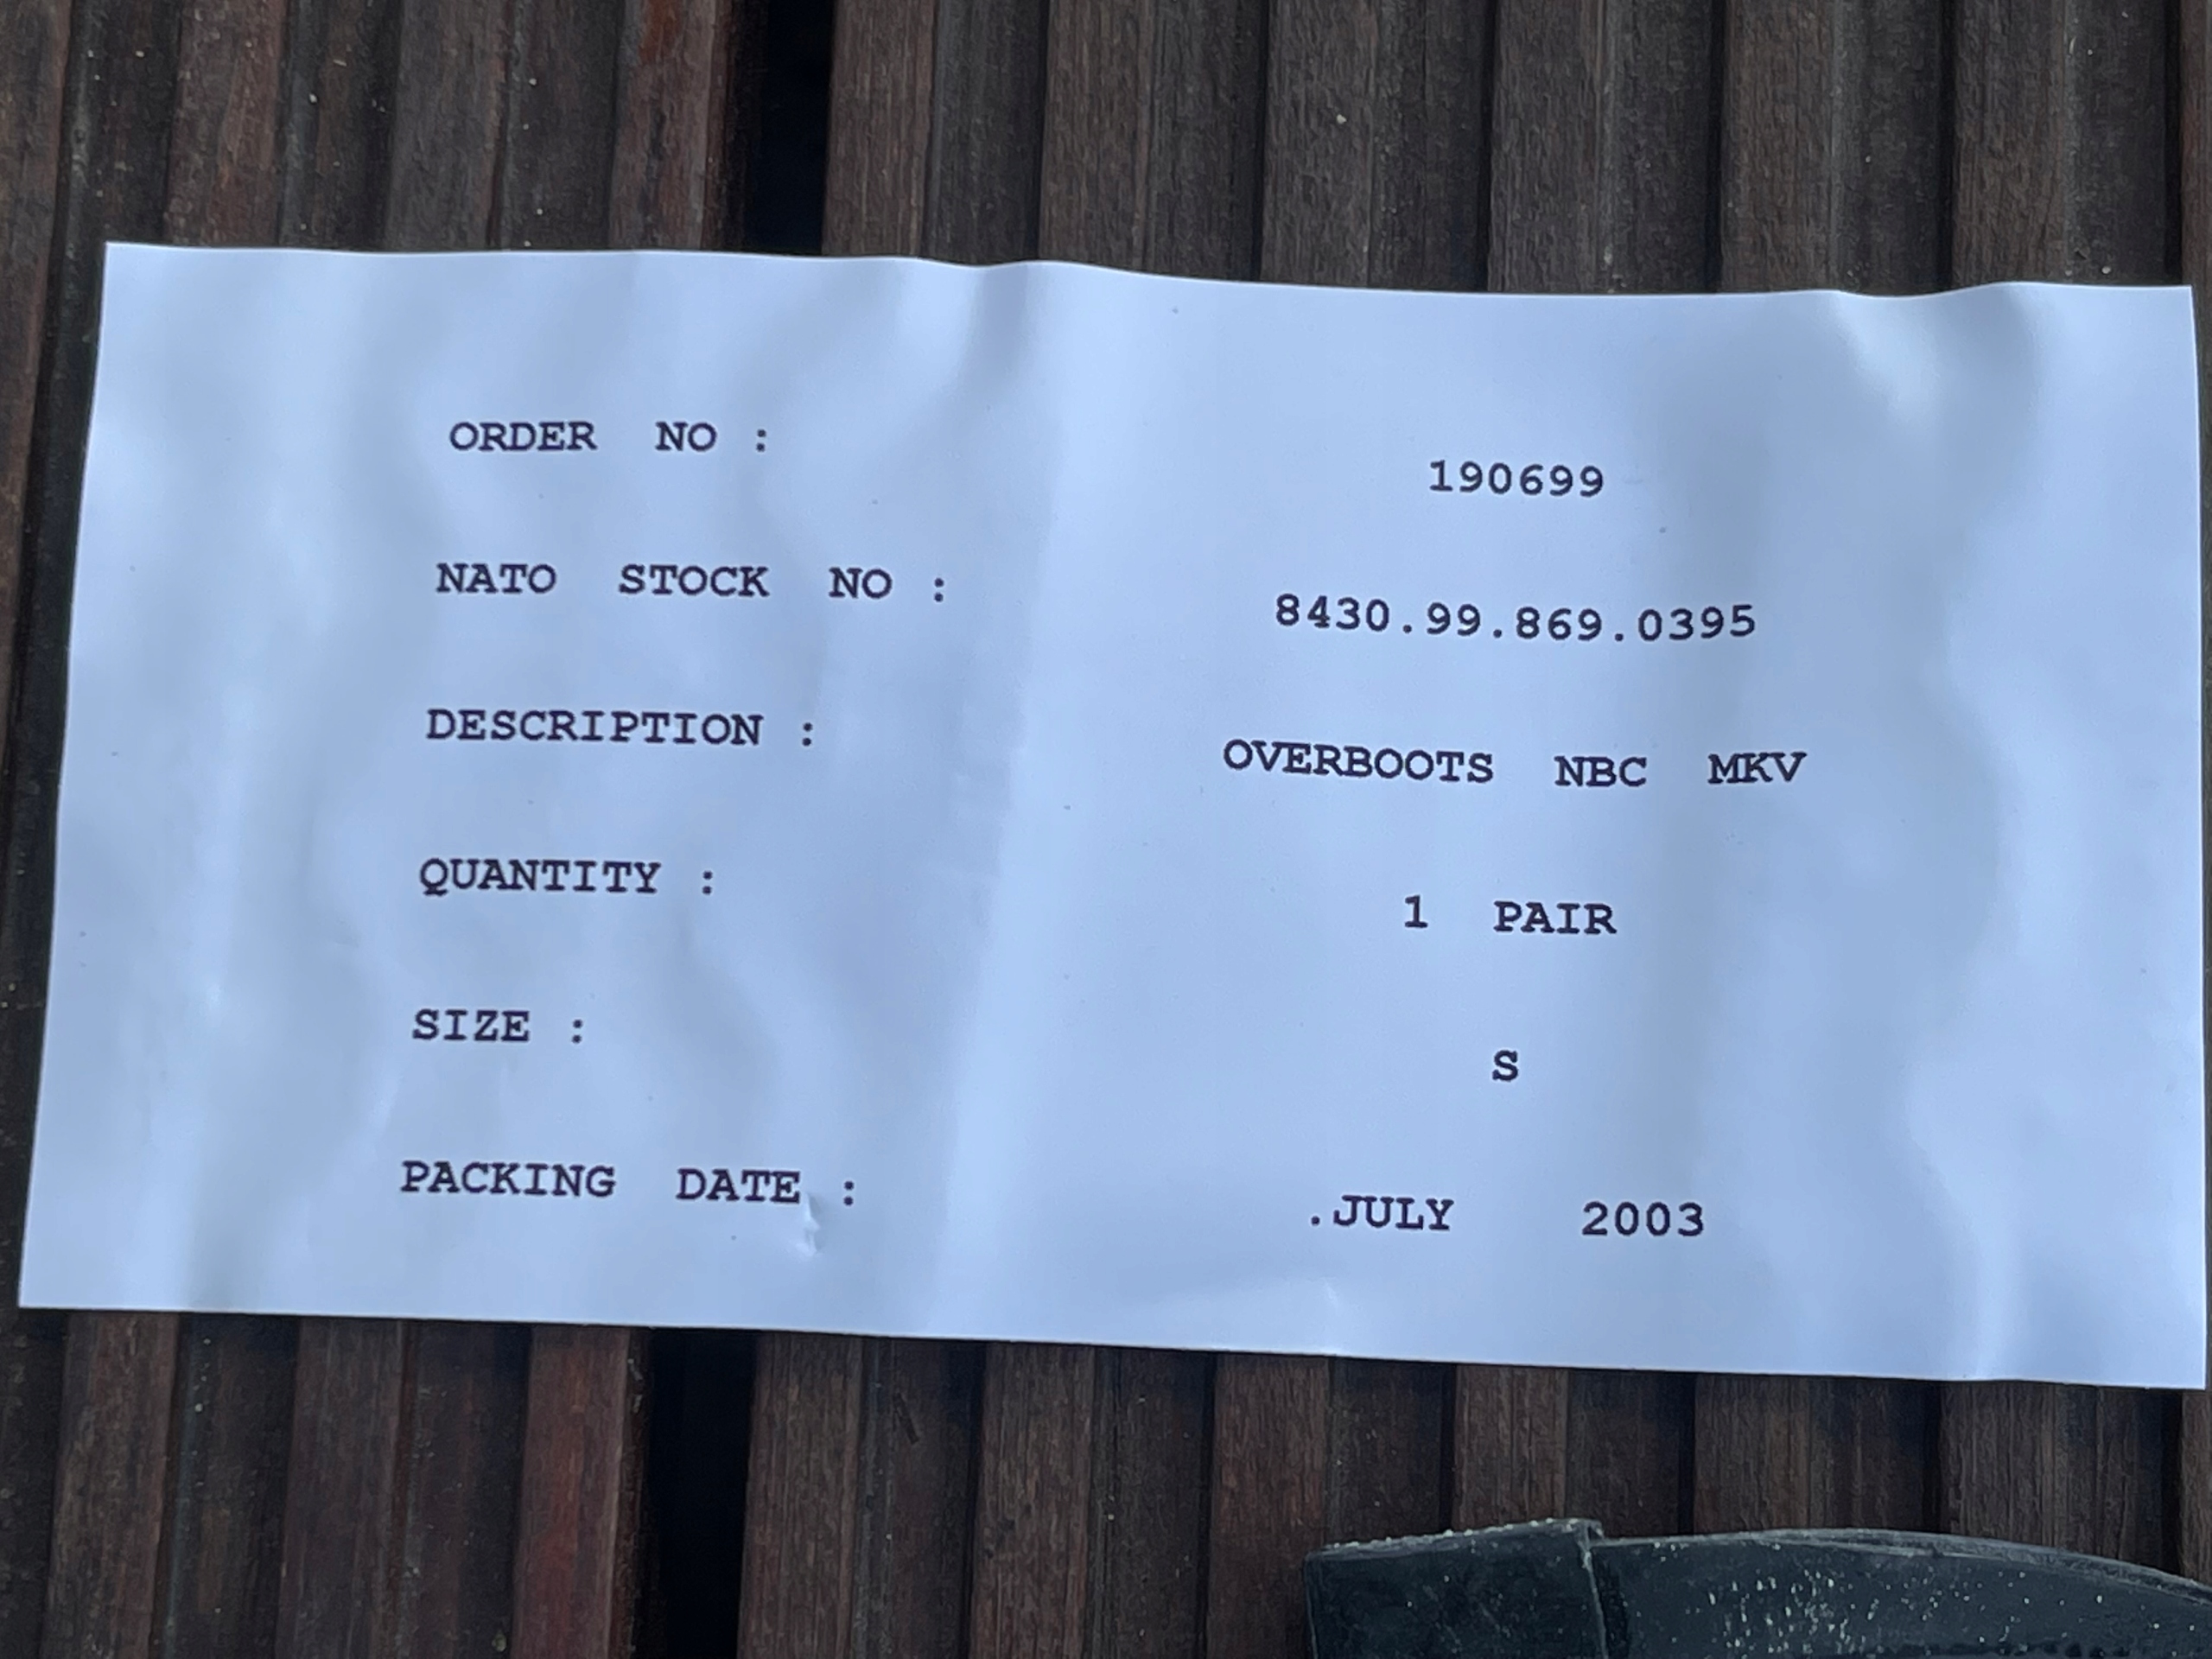 ORDER NO : 190699
NATO STOCK NO : 8430.99.869.0395
DESCRIPTION : OVERBOOTS NBC MKV
QUANTITY : 1 PAIR
SIZE : S
PACKING DATE : .JULY 2003